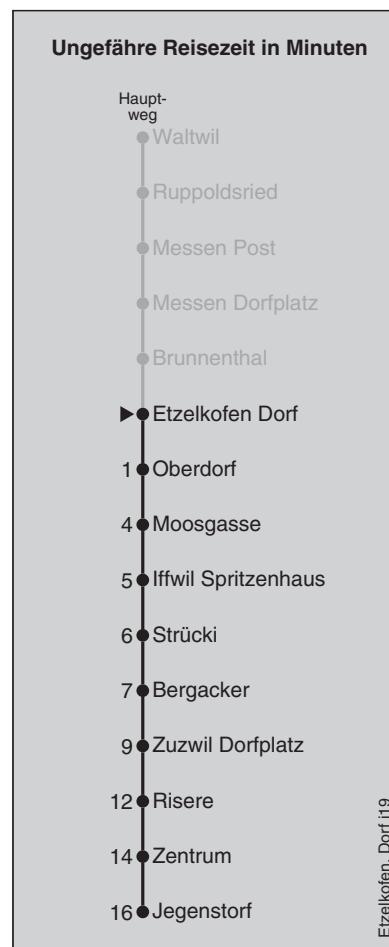 Ungefähre Reisezeit in Minuten
Haupt-
weg
Waltwil
Ruppoldsried
Messen Post
Messen Dorfplatz
Brunnenthal
Etzelkofen Dorf
1 Oberdorf
4 Moosgasse
5 Iffwil Spritzenhaus
6 Strücki
7 Bergacker
9 Zuzwil Dorfplatz
12 Risere
14 Zentrum
16 Jegenstorf
Etzelkofen, Dorf j19